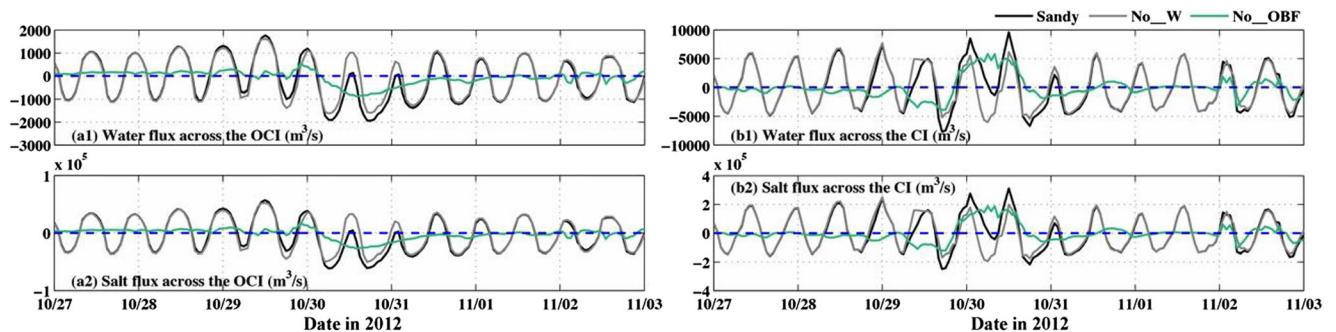 Sandy No__W No__OBF
2000
1000
0
-1000
-2000
-3000
(a1) Water flux across the OCI (m³/s)
10000
5000
0
-5000
-10000
(b1) Water flux across the CI (m³/s)
x 10⁵
1
0
-1
(a2) Salt flux across the OCI (m³/s)
10/27 10/28 10/29 10/30 10/31 11/01 11/02 11/03
Date in 2012
x 10⁵
4
2
0
-2
-4
(b2) Salt flux across the CI (m³/s)
10/27 10/28 10/29 10/30 10/31 11/01 11/02 11/03
Date in 2012